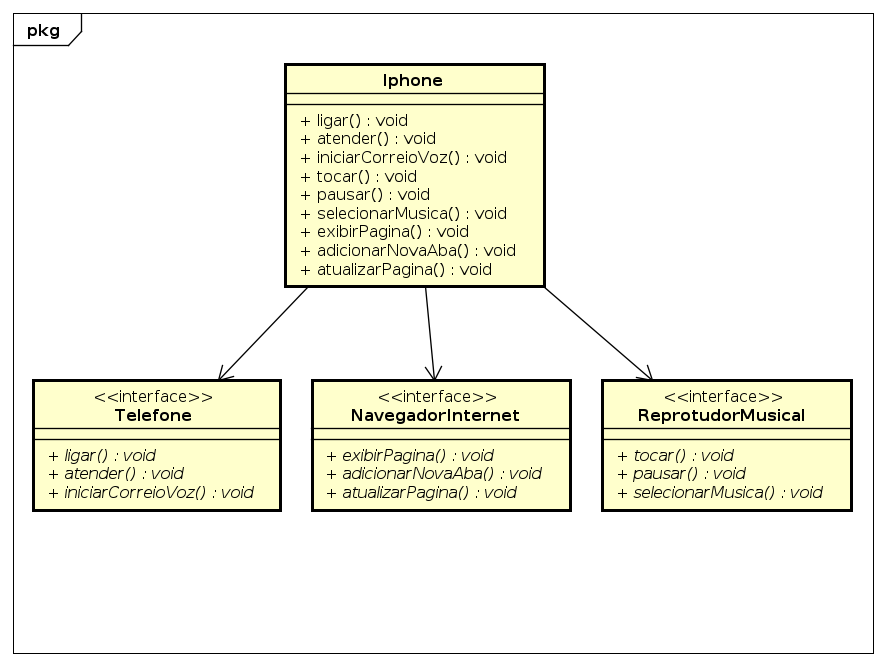 pkg
Iphone
+ ligar() : void
+ atender() : void
+ iniciarCorreioVoz() : void
+ tocar() : void
+ pausar() : void
+ selecionarMusica() : void
+ exibirPagina() : void
+ adicionarNovaAba() : void
+ atualizarPagina() : void
<<interface>>
Telefone
+ ligar() : void
+ atender() : void
+ iniciarCorreioVoz() : void
<<interface>>
NavegadorInternet
+ exibirPagina() : void
+ adicionarNovaAba() : void
+ atualizarPagina() : void
<<interface>>
ReprotudorMusical
+ tocar() : void
+ pausar() : void
+ selecionarMusica() : void